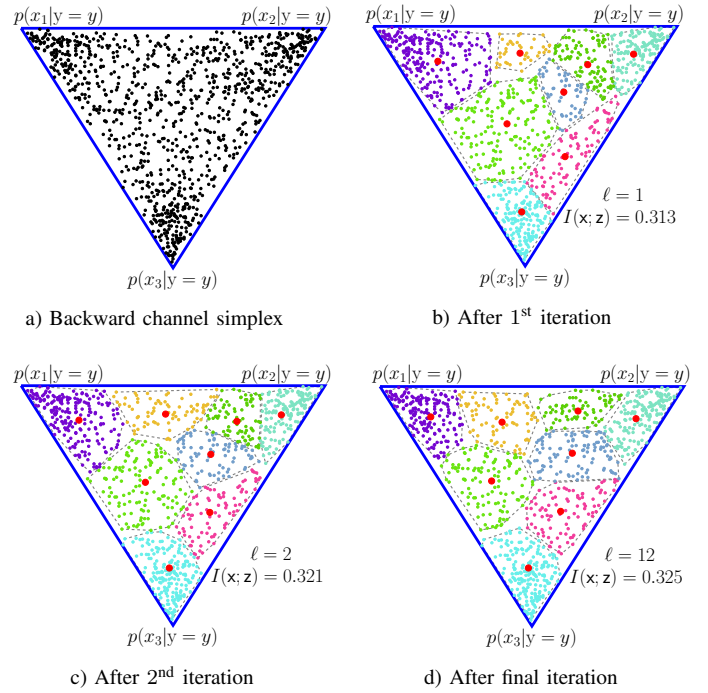 p(x₁|y = y) p(x₂|y = y) p(x₁|y = y) p(x₂|y = y)
ℓ = 1
I(x; z) = 0.313
p(x₃|y = y) p(x₃|y = y)
a) Backward channel simplex b) After 1ˢᵗ iteration
p(x₁|y = y) p(x₂|y = y) p(x₁|y = y) p(x₂|y = y)
ℓ = 2 ℓ = 12
I(x; z) = 0.321 I(x; z) = 0.325
p(x₃|y = y) p(x₃|y = y)
c) After 2ⁿᵈ iteration d) After final iteration